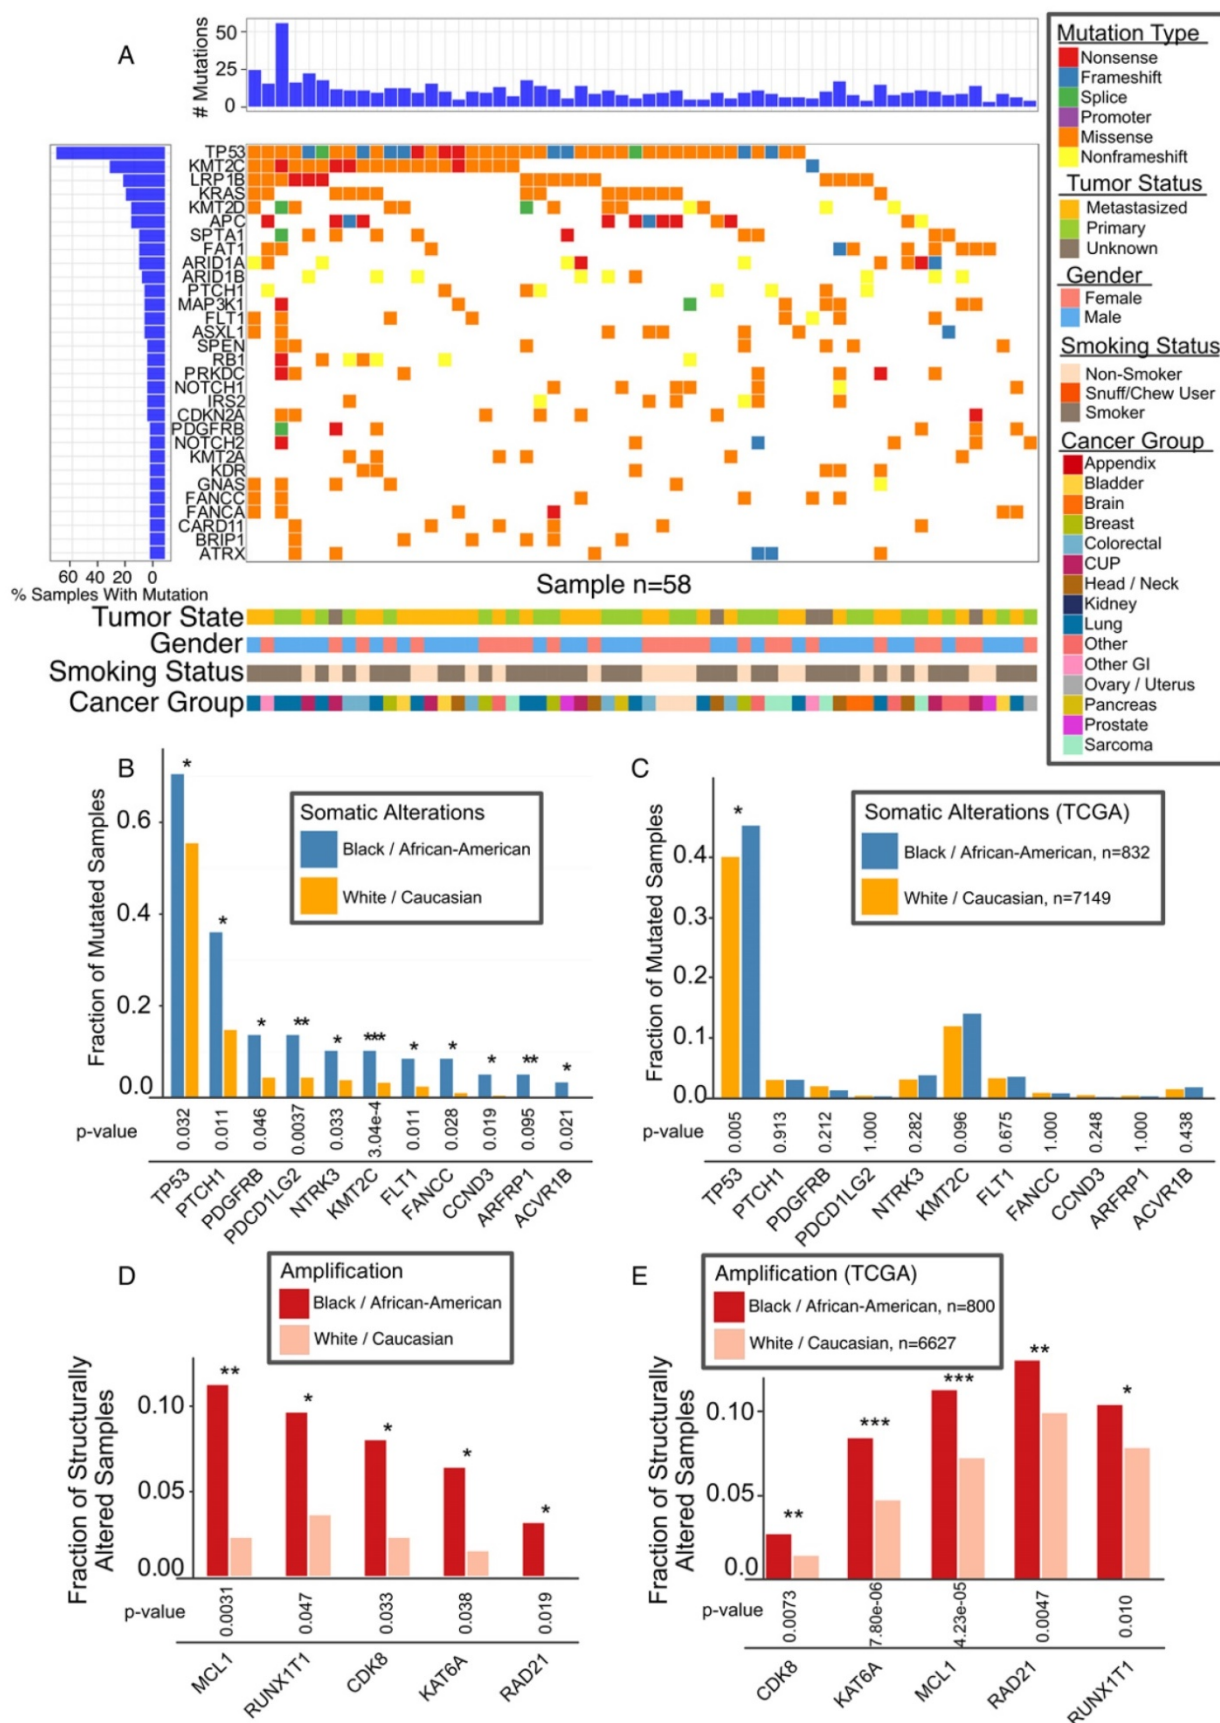 A
# Mutations
50
25
0
TP53
KMT2C
LRP1B
KRAS
KMT2D
APC
SPTA1
FAT1
ARID1A
ARID1B
PTCH1
MAP3K1
FLT1
ASXL1
SPEN
RB1
PRKDC
NOTCH1
IRS2
CDKN2A
PDGFRB
NOTCH2
KMT2A
KDR
GNAS
FANCC
FANCA
CARD11
BRIP1
ATRX
60 40 20 0
% Samples With Mutation
Sample n=58
Tumor State
Gender
Smoking Status
Cancer Group
Mutation Type
Nonsense
Frameshift
Splice
Promoter
Missense
Nonframeshift
Tumor Status
Metastasized
Primary
Unknown
Gender
Female
Male
Smoking Status
Non-Smoker
Snuff/Chew User
Smoker
Cancer Group
Appendix
Bladder
Brain
Breast
Colorectal
CUP
Head / Neck
Kidney
Lung
Other
Other GI
Ovary / Uterus
Pancreas
Prostate
Sarcoma
B
Somatic Alterations
Black / African-American
White / Caucasian
Fraction of Mutated Samples
0.6
0.4
0.2
0.0
* * * ** * *** * * * ** *
p-value 0.032 0.011 0.046 0.0037 0.033 3.04e-4 0.011 0.028 0.019 0.095 0.021
TP53 PTCH1 PDGFRB PDCD1LG2 NTRK3 KMT2C FLT1 FANCC CCND3 ARFRP1 ACVR1B
C
Somatic Alterations (TCGA)
Black / African-American, n=832
White / Caucasian, n=7149
Fraction of Mutated Samples
0.4
0.3
0.2
0.1
0.0
*
p-value 0.005 0.913 0.212 1.000 0.282 0.096 0.675 1.000 0.248 1.000 0.438
TP53 PTCH1 PDGFRB PDCD1LG2 NTRK3 KMT2C FLT1 FANCC CCND3 ARFRP1 ACVR1B
D
Amplification
Black / African-American
White / Caucasian
Fraction of Structurally
Altered Samples
0.10
0.05
0.00
** * * * *
p-value 0.0031 0.047 0.033 0.038 0.019
MCL1 RUNX1T1 CDK8 KAT6A RAD21
E
Amplification (TCGA)
Black / African-American, n=800
White / Caucasian, n=6627
Fraction of Structurally
Altered Samples
0.10
0.05
0.0
** *** *** ** *
p-value 0.0073 7.80e-06 4.23e-05 0.0047 0.010
CDK8 KAT6A MCL1 RAD21 RUNX1T1